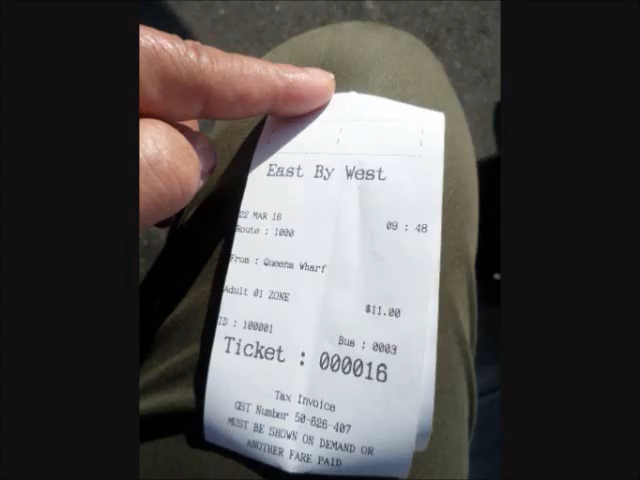 East By West
22 MAR 16 09 : 48
Route : 1000
From : Queens Wharf
Adult 01 ZONE
$11.00
ID : 100001 Bus : 0003
Ticket : 000016
Tax Invoice
GST Number 50-626-407
MUST BE SHOWN ON DEMAND OR
ANOTHER FARE PAID